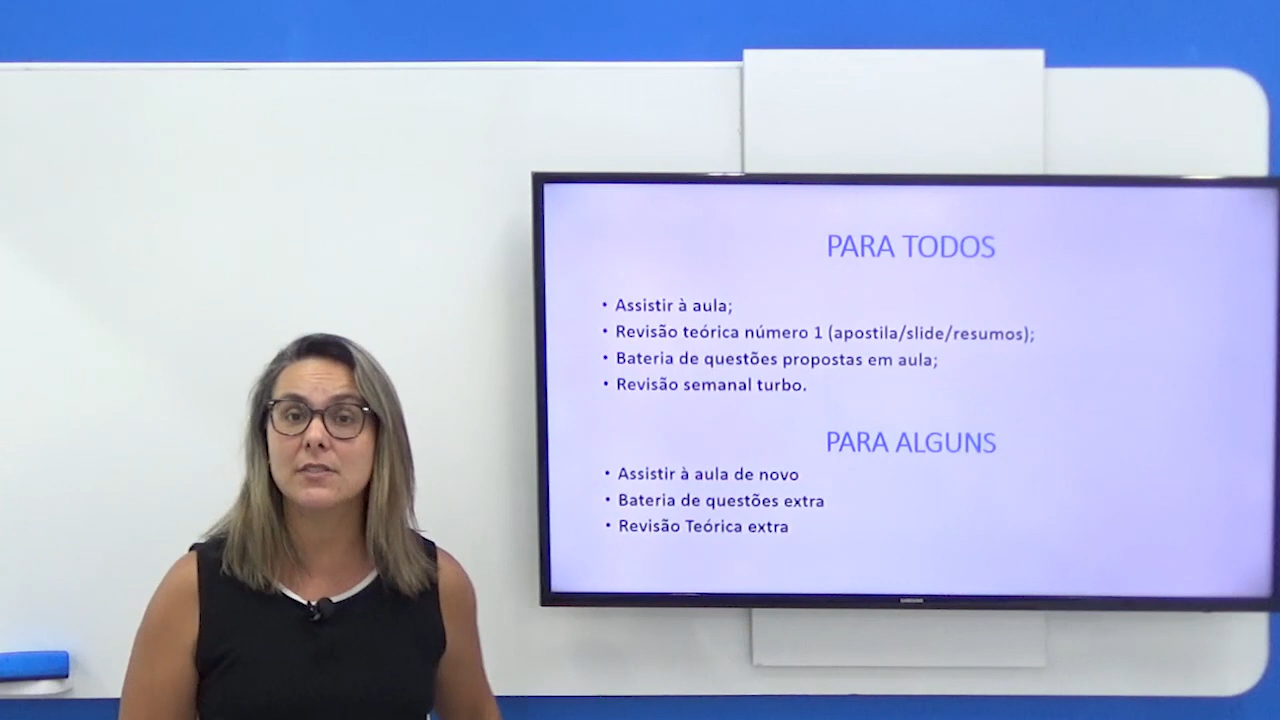 PARA TODOS
• Assistir à aula;
• Revisão teórica número 1 (apostila/slide/resumos);
• Bateria de questões propostas em aula;
• Revisão semanal turbo.
PARA ALGUNS
• Assistir à aula de novo
• Bateria de questões extra
• Revisão Teórica extra
SAMSUNG